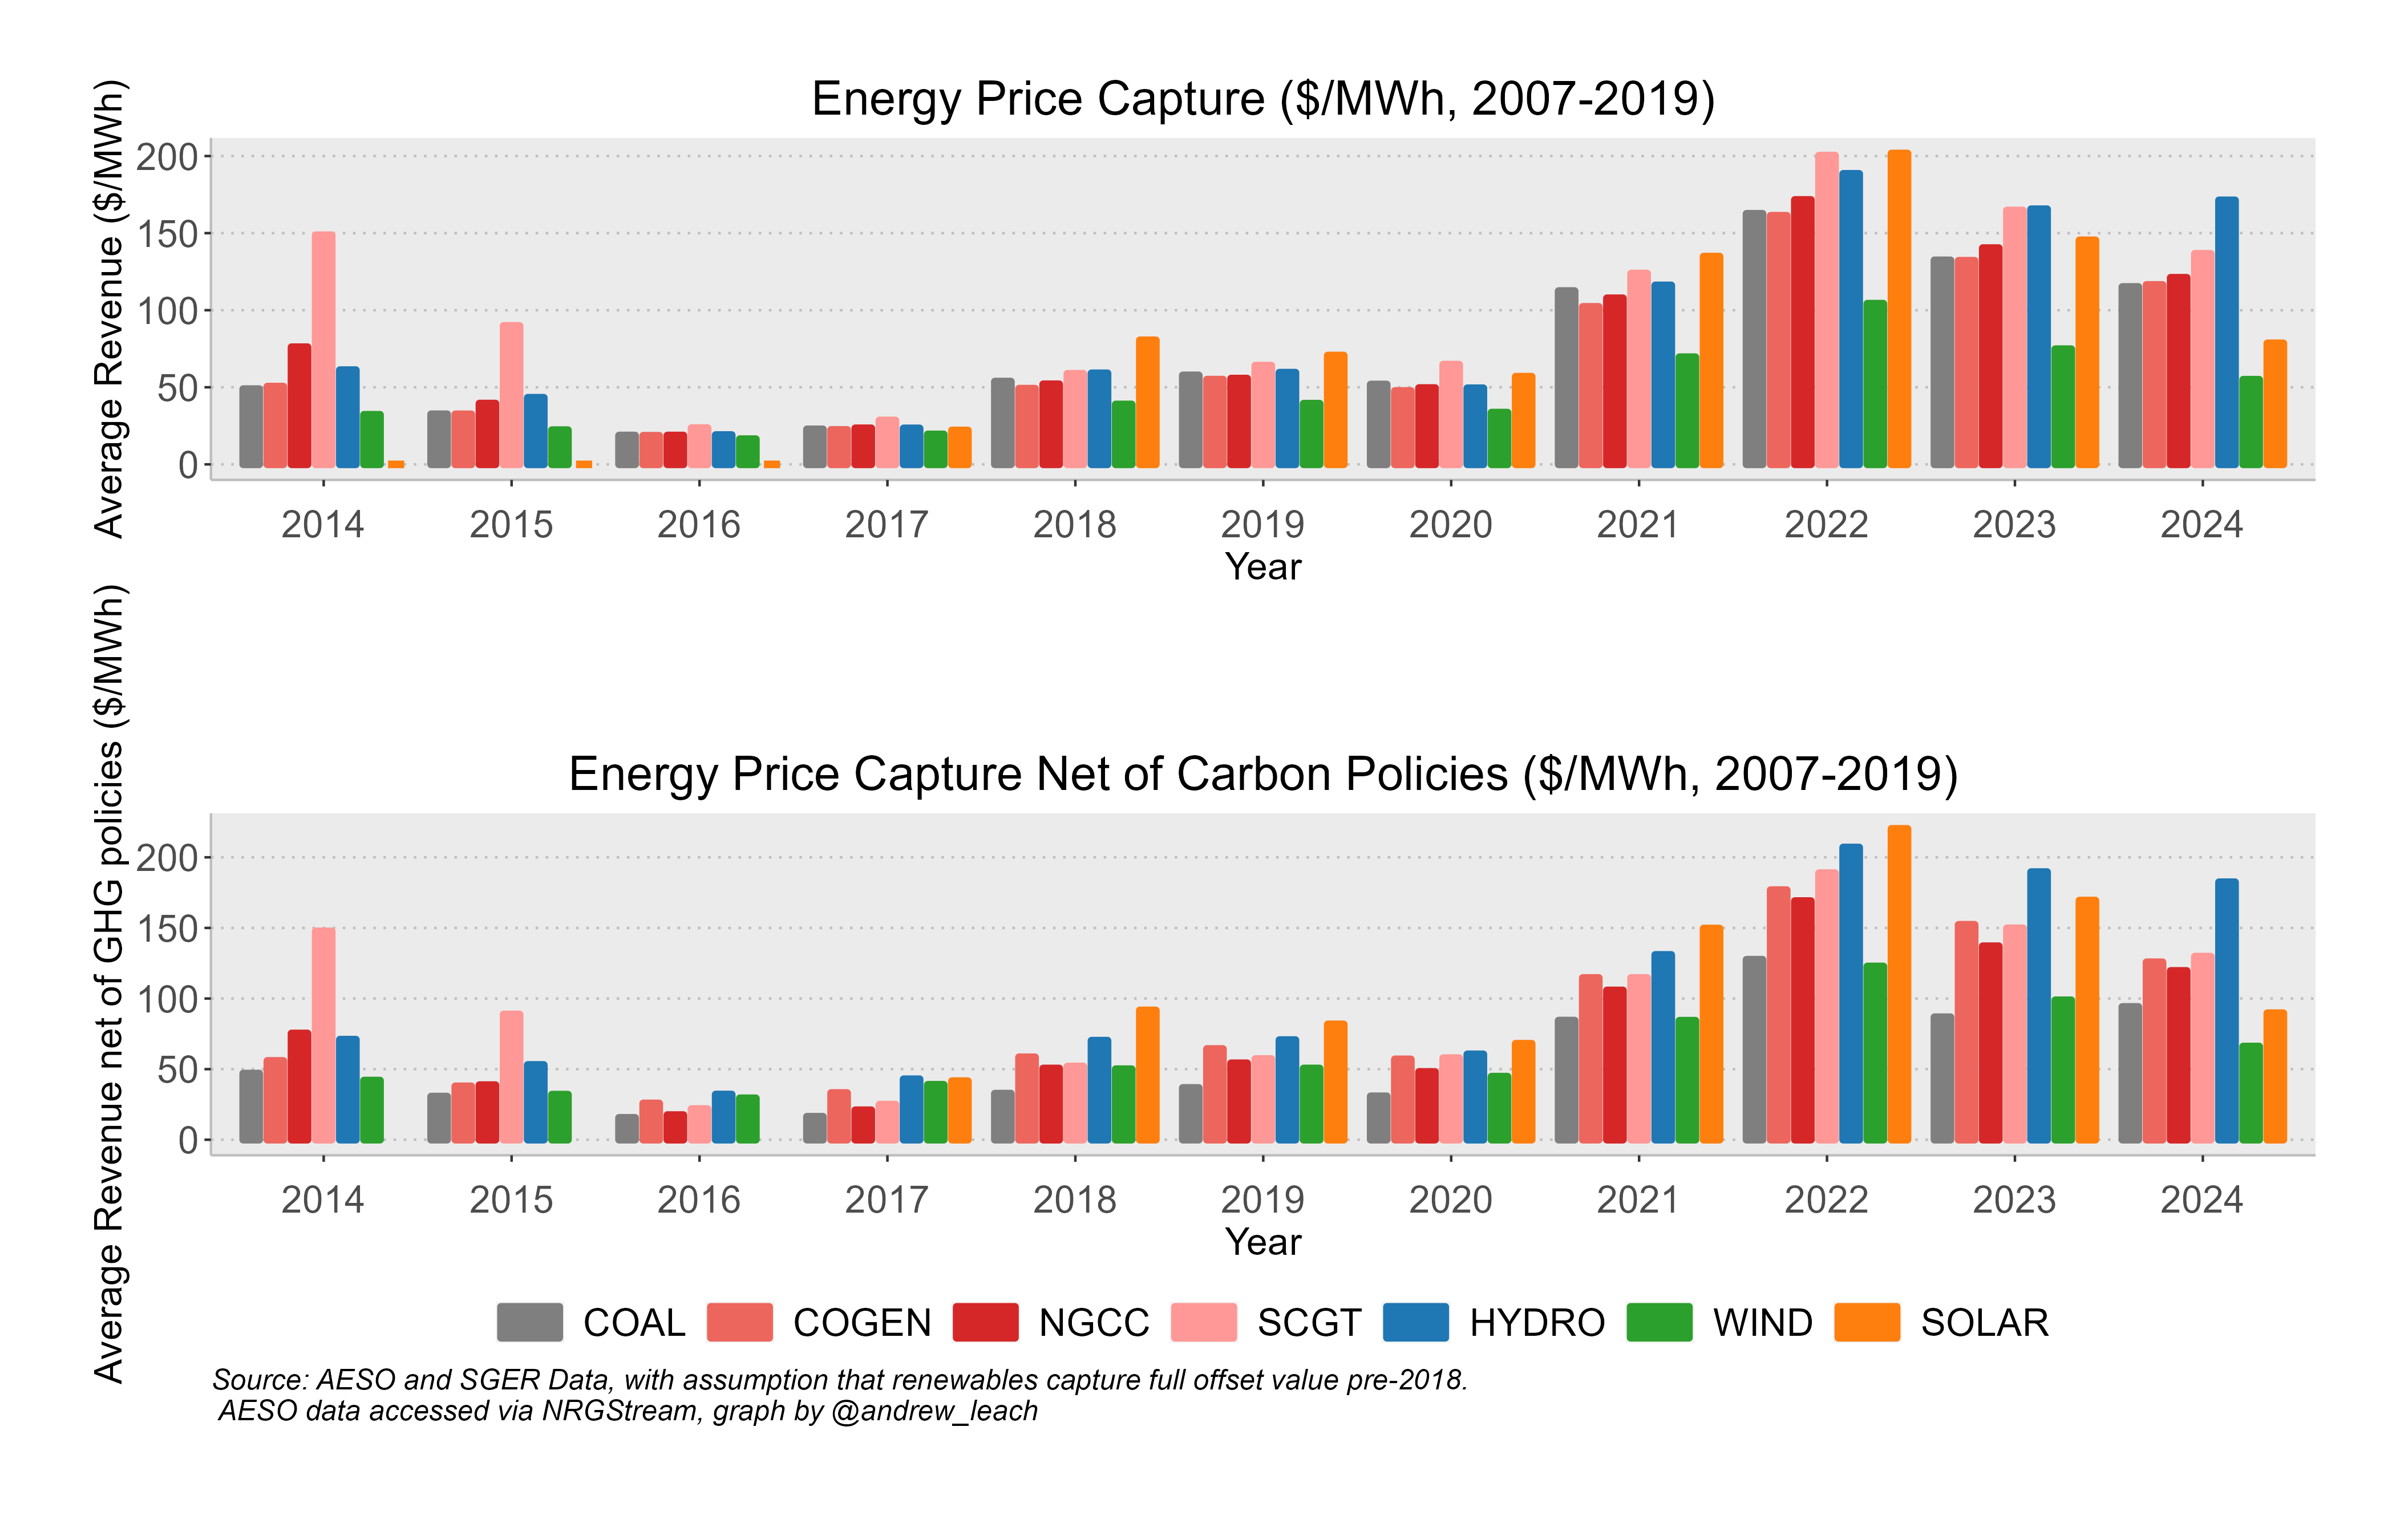 Energy Price Capture ($/MWh, 2007-2019)
Average Revenue ($/MWh)
200
150
100
50
0
2014 2015 2016 2017 2018 2019 2020 2021 2022 2023 2024
Year
Energy Price Capture Net of Carbon Policies ($/MWh, 2007-2019)
Average Revenue net of GHG policies ($/MWh)
200
150
100
50
0
2014 2015 2016 2017 2018 2019 2020 2021 2022 2023 2024
Year
COAL COGEN NGCC SCGT HYDRO WIND SOLAR
Source: AESO and SGER Data, with assumption that renewables capture full offset value pre-2018.
AESO data accessed via NRGStream, graph by @andrew_leach